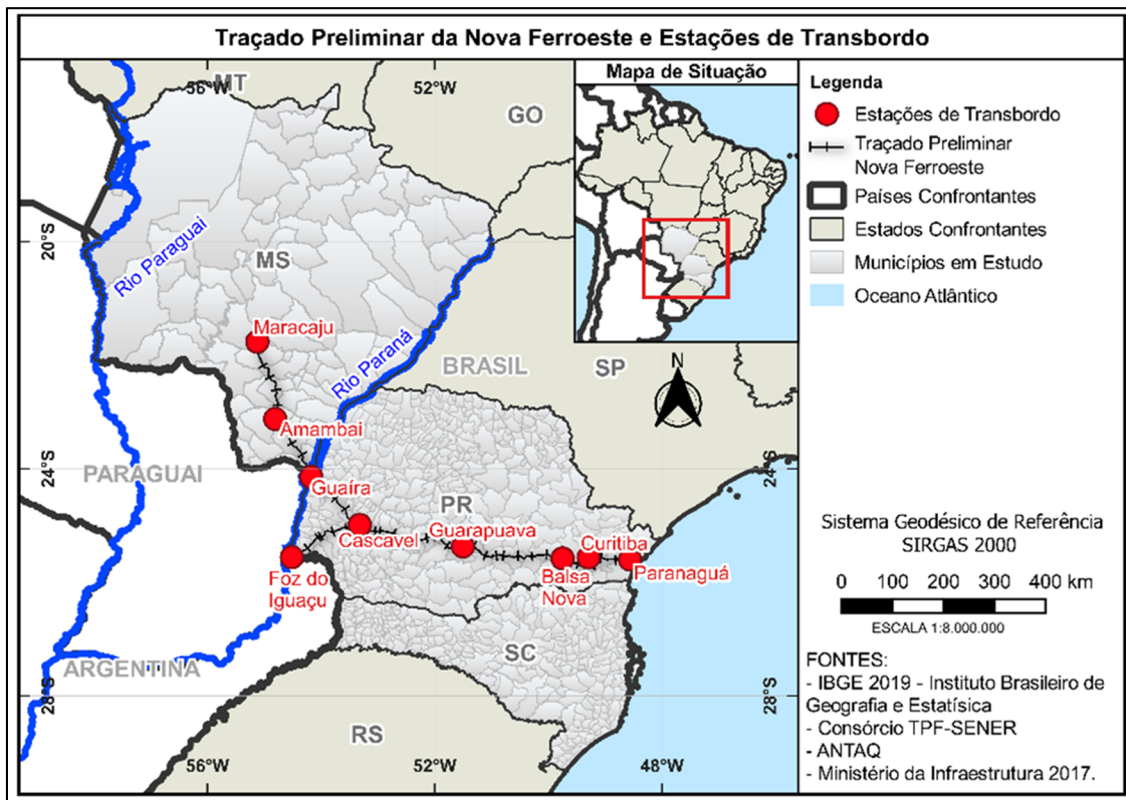 Traçado Preliminar da Nova Ferroeste e Estações de Transbordo
56°W
52°W
MT
GO
20°S
Rio Paraguai
MS
Maracaju
Rio Paraná
BRASIL
SP
N
Amambai
PARAGUAI
24°S
24°S
Guaíra
PR
Cascavel
Guarapuava
Curitiba
Foz do
Iguaçu
Balsa
Nova
Paranaguá
ARGENTINA
SC
28°S
28°S
RS
56°W
52°W
48°W
Mapa de Situação
Legenda
Estações de Transbordo
Traçado Preliminar
Nova Ferroeste
Países Confrontantes
Estados Confrontantes
Municípios em Estudo
Oceano Atlântico
Sistema Geodésico de Referência
SIRGAS 2000
0 100 200 300 400 km
ESCALA 1:8.000.000
FONTES:
- IBGE 2019 - Instituto Brasileiro de
Geografia e Estatísica
- Consórcio TPF-SENER
- ANTAQ
- Ministério da Infraestrutura 2017.